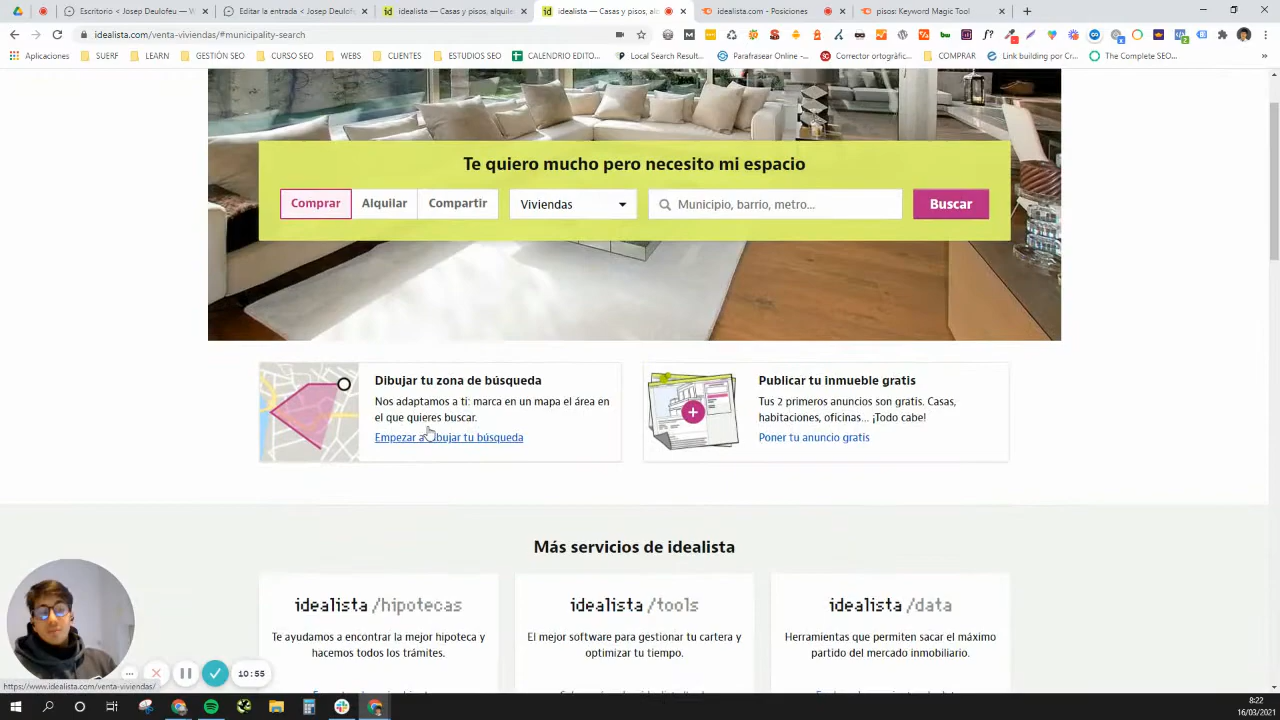 Escritorio < Josep Deulofeu — W
Editar la entrada < Josep Deulofeu
idealista — Casas y pisos, alquiler
idealista — Casas y pisos, al
idealista.com - Posiciones
pisos: Keyword Magic Tool
idealista.com/venta-viviendas/#municipality-search
Aplicaciones
SUERF
LEARN
GESTIÓN SEO
CURSO SEO
WEBS
CLIENTES
ESTUDIOS SEO
CALENDARIO EDITO...
Local Search Result...
Parafrasear Online -...
Corrector ortográfic...
COMPRAR
Link building por Cr...
The Complete SEO...
Te quiero mucho pero necesito mi espacio
Comprar
Alquilar
Compartir
Viviendas
Municipio, barrio, metro...
Buscar
Dibujar tu zona de búsqueda
Nos adaptamos a ti: marca en un mapa el área en
el que quieres buscar.
Empezar a dibujar tu búsqueda
Publicar tu inmueble gratis
Tus 2 primeros anuncios son gratis. Casas,
habitaciones, oficinas... ¡Todo cabe!
Poner tu anuncio gratis
Más servicios de idealista
idealista/hipotecas
Te ayudamos a encontrar la mejor hipoteca y
hacemos todos los trámites.
idealista/tools
El mejor software para gestionar tu cartera y
optimizar tu tiempo.
idealista/data
Herramientas que permiten sacar el máximo
partido del mercado inmobiliario.
10:55
https://www.idealista.com/venta-viviendas/
8:22
16/03/2021